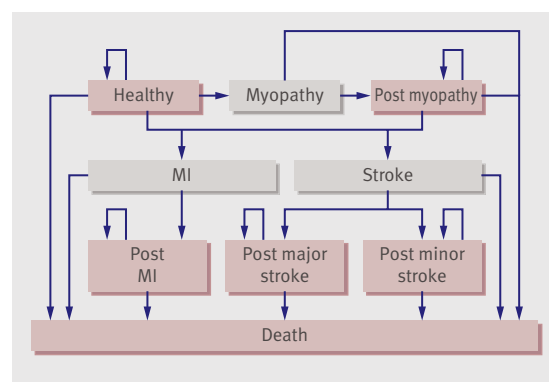 Healthy
Myopathy
Post myopathy
MI
Stroke
Post
MI
Post major
stroke
Post minor
stroke
Death